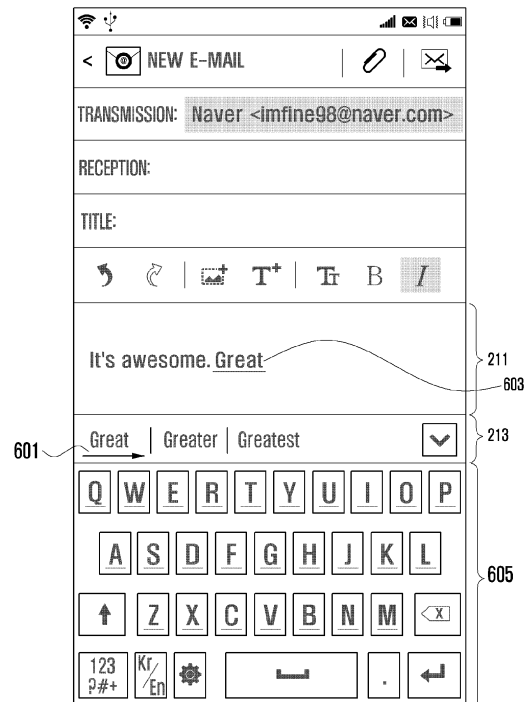 < @ NEW E-MAIL
TRANSMISSION: Naver <imfine98@naver.com>
RECEPTION:
TITLE:
T+ TT B I
It's awesome. Great
211
603
Great | Greater | Greatest
213
601
Q W E R T Y U I O P
A S D F G H J K L
605
Z X C V B N M X
123 Kr/En .
?#+